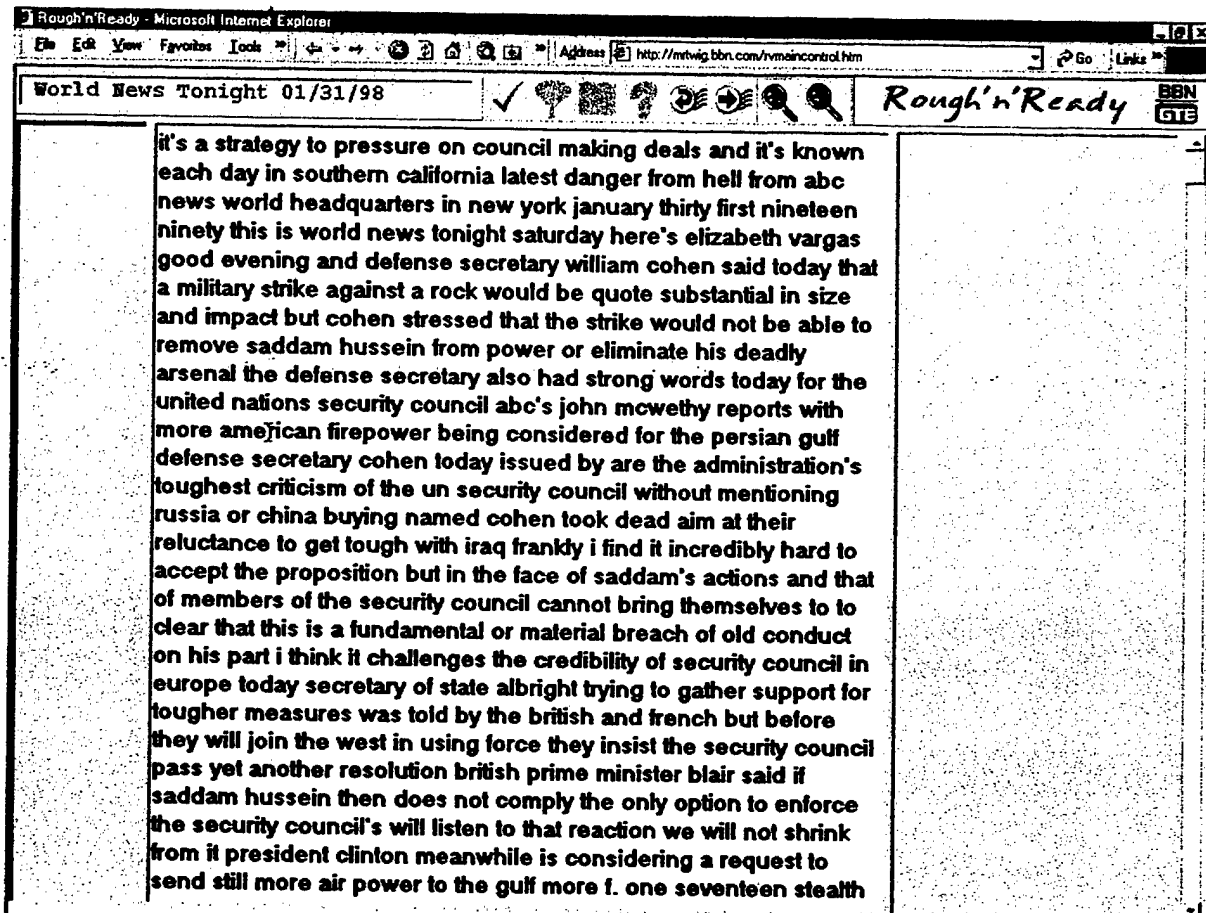 Rough'n'Ready - Microsoft Internet Explorer
File Edit View Favorites Tools » Address http://mrtwig.bbn.com/rvmaincontrol.htm Go Links »
World News Tonight 01/31/98 Rough'n'Ready BBN
GTE
it's a strategy to pressure on council making deals and it's known
each day in southern california latest danger from hell from abc
news world headquarters in new york january thirty first nineteen
ninety this is world news tonight saturday here's elizabeth vargas
good evening and defense secretary william cohen said today that
a military strike against a rock would be quote substantial in size
and impact but cohen stressed that the strike would not be able to
remove saddam hussein from power or eliminate his deadly
arsenal the defense secretary also had strong words today for the
united nations security council abc's john mcwethy reports with
more american firepower being considered for the persian gulf
defense secretary cohen today issued by are the administration's
toughest criticism of the un security council without mentioning
russia or china buying named cohen took dead aim at their
reluctance to get tough with iraq frankly i find it incredibly hard to
accept the proposition but in the face of saddam's actions and that
of members of the security council cannot bring themselves to to
clear that this is a fundamental or material breach of old conduct
on his part i think it challenges the credibility of security council in
europe today secretary of state albright trying to gather support for
tougher measures was told by the british and french but before
they will join the west in using force they insist the security council
pass yet another resolution british prime minister blair said if
saddam hussein then does not comply the only option to enforce
the security council's will listen to that reaction we will not shrink
from it president clinton meanwhile is considering a request to
send still more air power to the gulf more f. one seventeen stealth